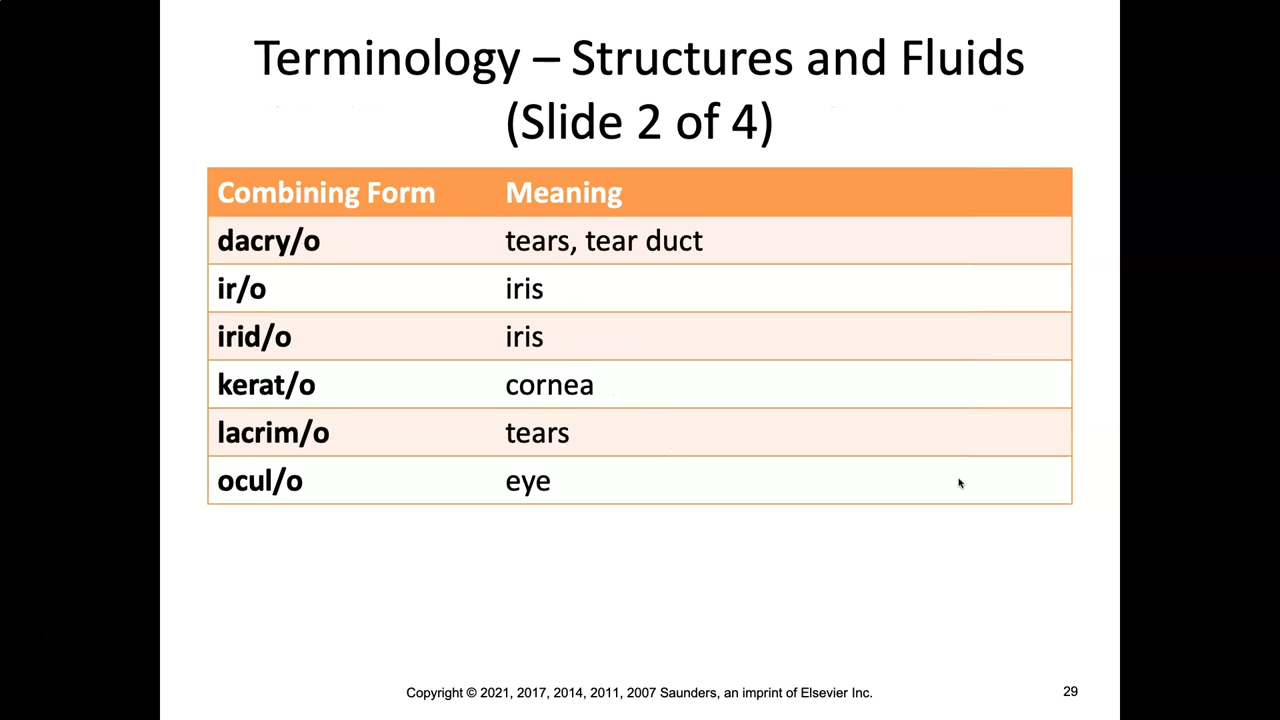 Terminology – Structures and Fluids
(Slide 2 of 4)
Combining Form Meaning
dacry/o tears, tear duct
ir/o iris
irid/o iris
kerat/o cornea
lacrim/o tears
ocul/o eye
Copyright © 2021, 2017, 2014, 2011, 2007 Saunders, an imprint of Elsevier Inc.
29